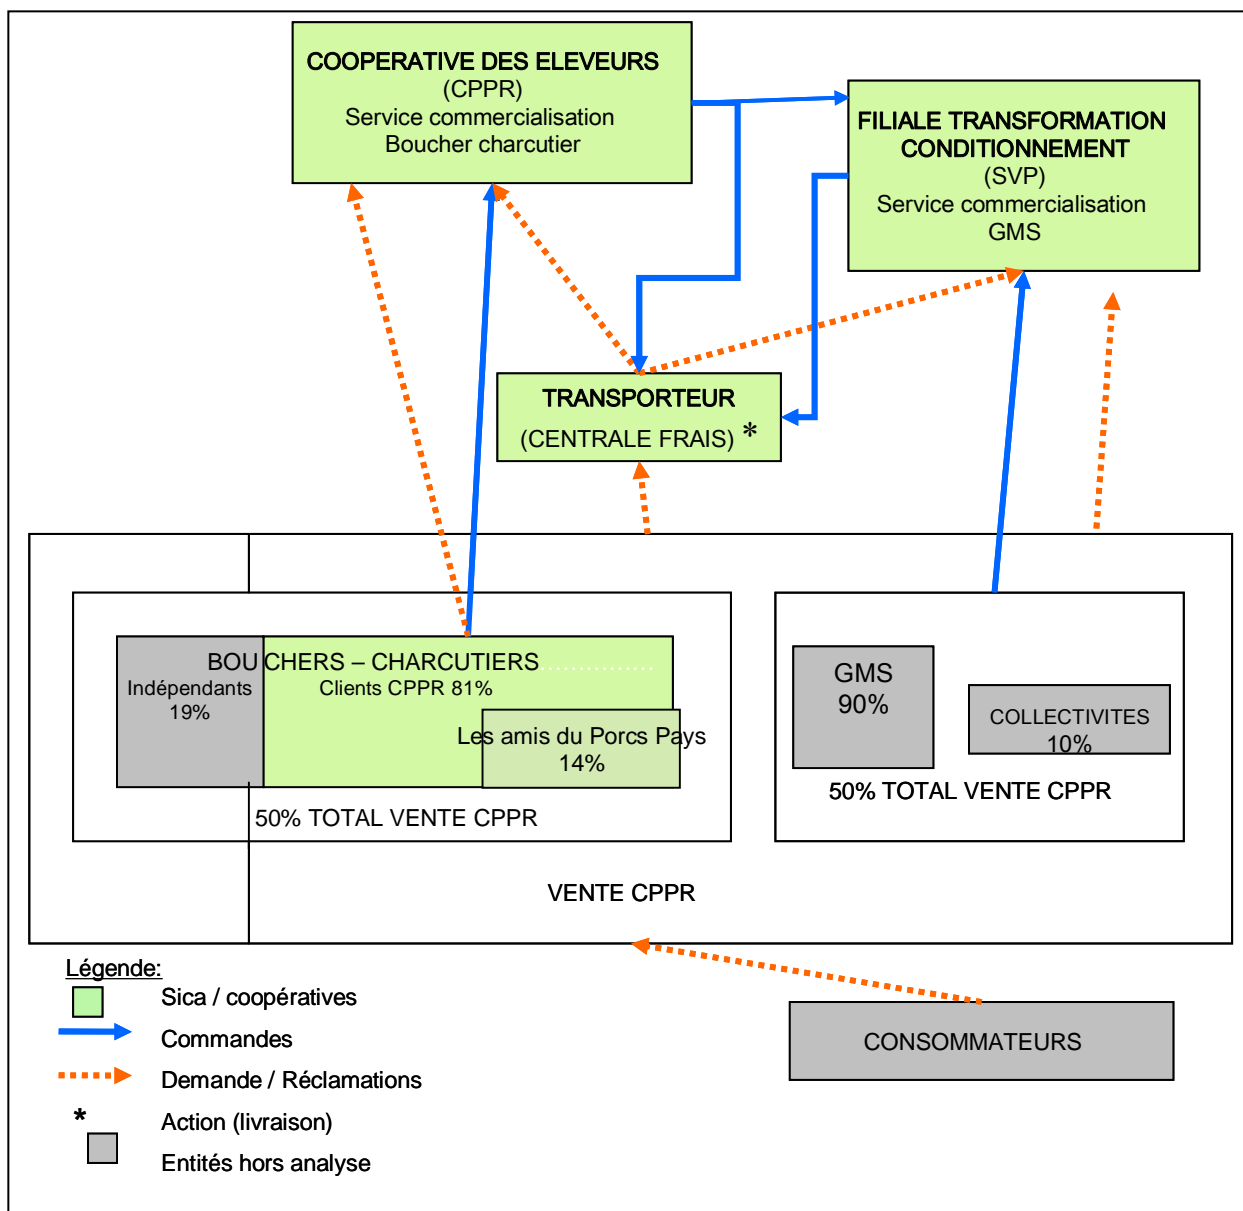 COOPERATIVE DES ELEVEURS
(CPPR)
Service commercialisation
Boucher charcutier
FILIALE TRANSFORMATION
CONDITIONNEMENT
(SVP)
Service commercialisation
GMS
TRANSPORTEUR
(CENTRALE FRAIS) *
BOUCHERS – CHARCUTIERS...............
Indépendants
19%
Clients CPPR 81%
Les amis du Porcs Pays
14%
50% TOTAL VENTE CPPR
GMS
90%
COLLECTIVITES
10%
50% TOTAL VENTE CPPR
VENTE CPPR
CONSOMMATEURS
Légende:
Sica / coopératives
Commandes
Demande / Réclamations
* Action (livraison)
Entités hors analyse